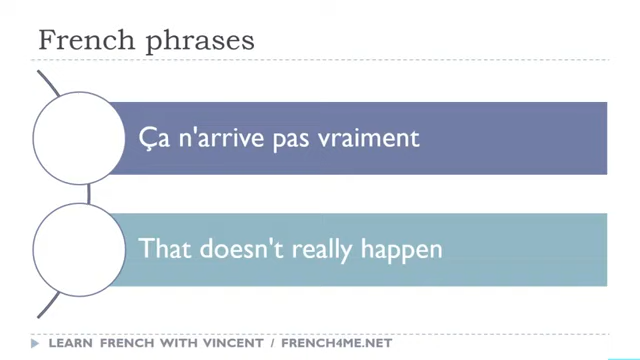 French phrases
Ça n'arrive pas vraiment
That doesn't really happen
LEARN FRENCH WITH VINCENT / FRENCH4ME.NET